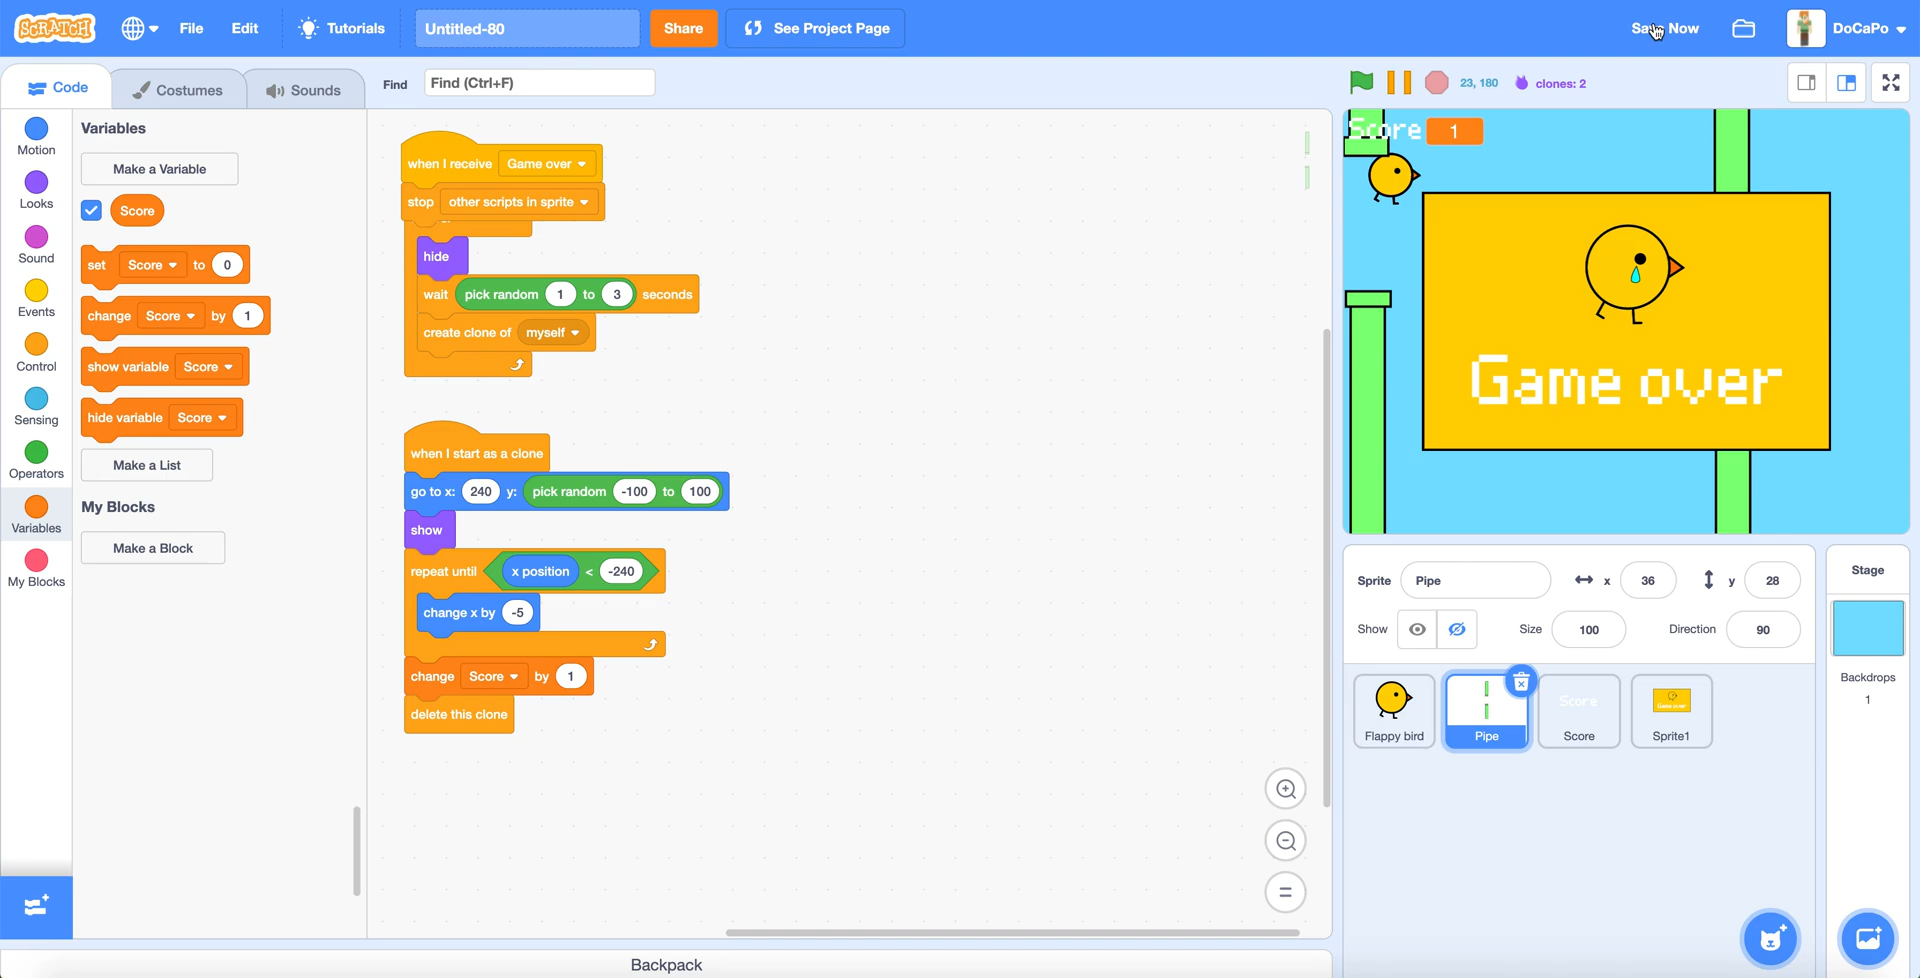 SCRATCH File Edit Tutorials Untitled-80 Share See Project Page Save Now DoCaPo
Code Costumes Sounds Find Find (Ctrl+F) 23, 180 clones: 2
Motion
Looks
Sound
Events
Control
Sensing
Operators
Variables
My Blocks
Variables
Make a Variable
Score
set Score to 0
change Score by 1
show variable Score
hide variable Score
Make a List
My Blocks
Make a Block
when I receive Game over
stop other scripts in sprite
hide
wait pick random 1 to 3 seconds
create clone of myself
when I start as a clone
go to x: 240 y: pick random -100 to 100
show
repeat until x position < -240
change x by -5
change Score by 1
delete this clone
Score 1
Game over
Sprite Pipe x 36 y 28
Show Size 100 Direction 90
Flappy bird
Pipe
Score
Score
Game over
Sprite1
Stage
Backdrops
1
Backpack